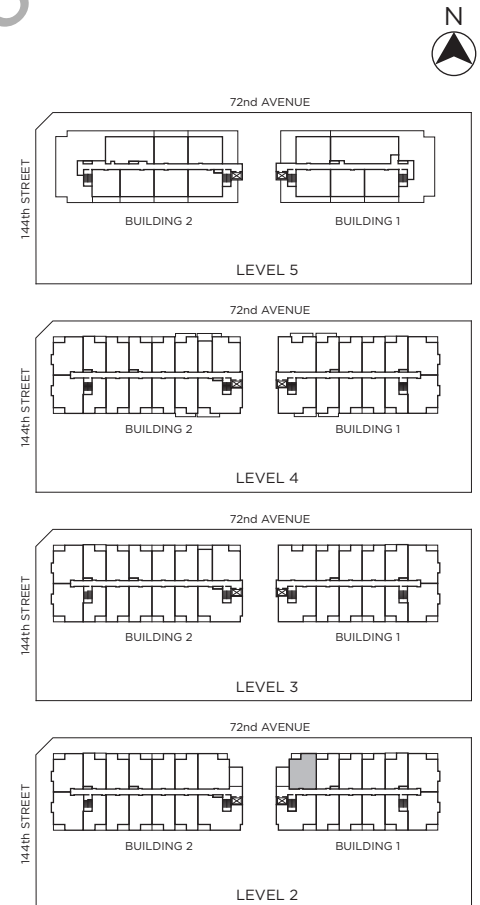 N
72nd AVENUE
144th STREET
BUILDING 2
BUILDING 1
LEVEL 5
72nd AVENUE
144th STREET
BUILDING 2
BUILDING 1
LEVEL 4
72nd AVENUE
144th STREET
BUILDING 2
BUILDING 1
LEVEL 3
72nd AVENUE
144th STREET
BUILDING 2
BUILDING 1
LEVEL 2